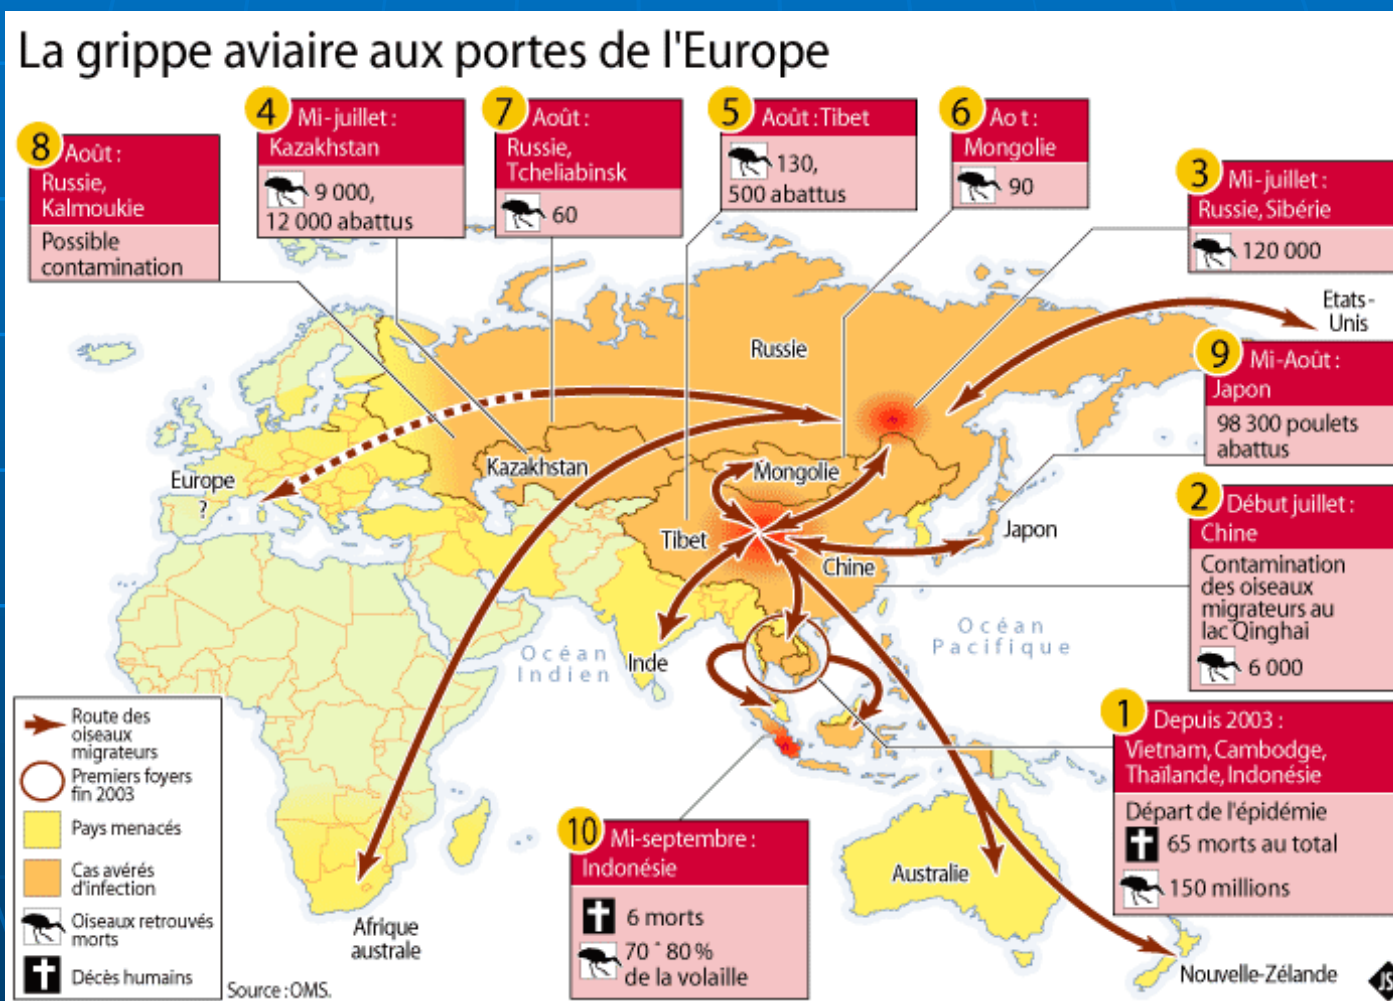 La grippe aviaire aux portes de l'Europe
8
Août :
Russie,
Kalmoukie
Possible
contamination
4
Mi-juillet :
Kazakhstan
9 000,
12 000 abattus
7
Août :
Russie,
Tcheliabinsk
60
5
Août : Tibet
130,
500 abattus
6
Ao t :
Mongolie
90
3
Mi-juillet :
Russie, Sibérie
120 000
Etats-
Unis
9
Mi-Août :
Japon
98 300 poulets
abattus
2
Début juillet :
Chine
Contamination
des oiseaux
migrateurs au
lac Qinghai
6 000
1
Depuis 2003 :
Vietnam, Cambodge,
Thaïlande, Indonésie
Départ de l'épidémie
65 morts au total
150 millions
10
Mi-septembre :
Indonésie
6 morts
70 ˆ 80 %
de la volaille
Russie
Kazakhstan
Mongolie
Europe
?
Tibet
Chine
Japon
Inde
Océan
Indien
Océan
Pacifique
Australie
Afrique
australe
Nouvelle-Zélande
Route des
oiseaux
migrateurs
Premiers foyers
fin 2003
Pays menacés
Cas avérés
d'infection
Oiseaux retrouvés
morts
Décès humains
Source : OMS.
JS